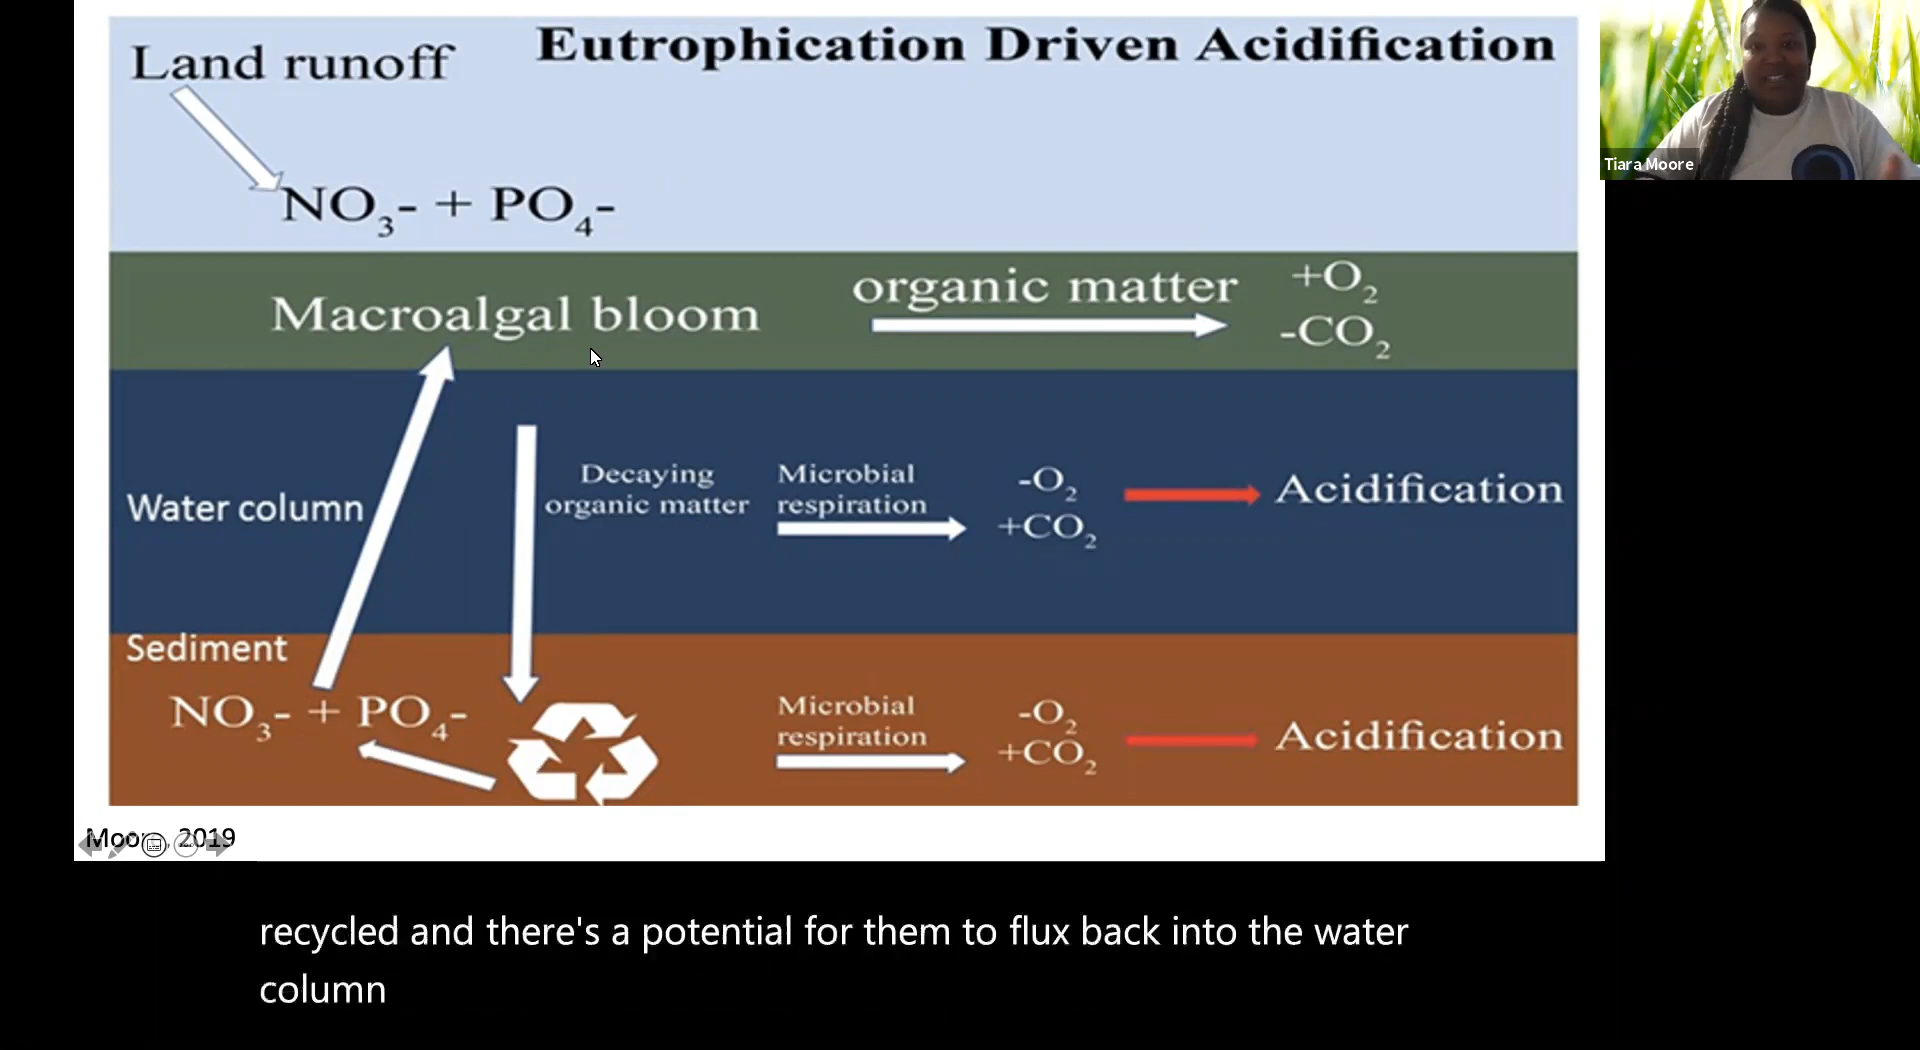 Land runoff
Eutrophication Driven Acidification
NO₃- + PO₄-
Macroalgal bloom
organic matter
+O₂
-CO₂
Water column
Decaying
organic matter
Microbial
respiration
-O₂
+CO₂
Acidification
Sediment
NO₃- + PO₄-
Microbial
respiration
-O₂
+CO₂
Acidification
2019
Tiara Moore
recycled and there's a potential for them to flux back into the water
column